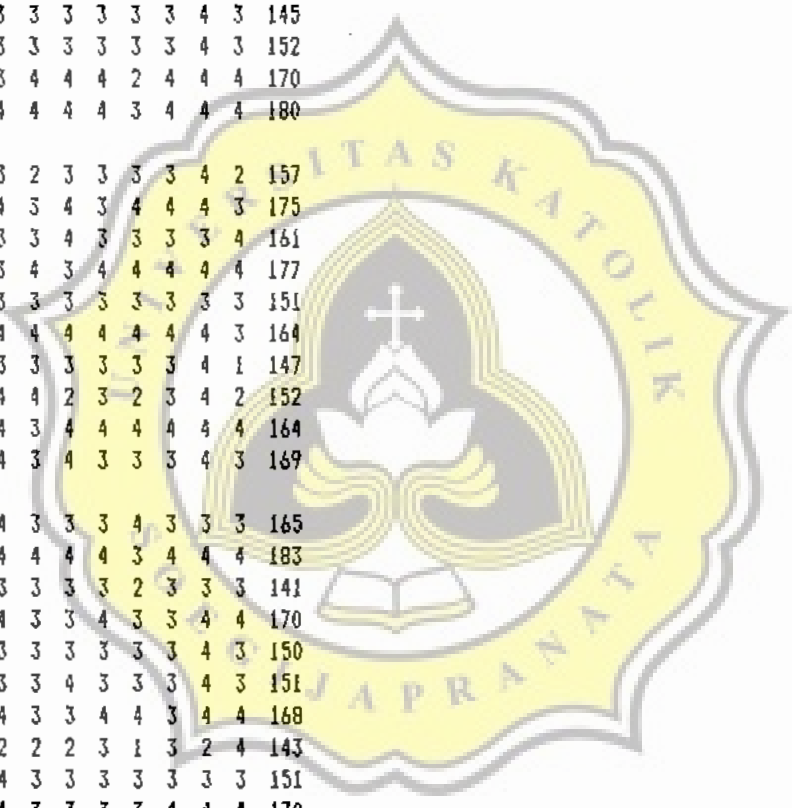 3 3 3 3 3 3 4 3 145
3 3 3 3 3 3 4 3 152
3 4 4 4 2 4 4 4 170
4 4 4 4 3 4 4 4 180
3 2 3 3 3 3 4 2 157
4 3 4 3 4 4 4 3 175
3 3 4 3 3 3 3 4 161
3 4 3 4 4 4 4 4 177
3 3 3 3 3 3 3 3 151
4 4 4 4 4 4 4 3 164
3 3 3 3 3 3 4 1 147
4 4 2 3 2 3 4 2 152
4 3 4 4 4 4 4 4 164
4 3 4 3 3 3 4 3 169
4 3 3 3 4 3 3 3 165
4 4 4 4 3 4 4 4 183
3 3 3 3 2 3 3 3 141
4 3 3 4 3 3 4 4 170
3 3 3 3 3 3 4 3 150
3 3 4 3 3 3 4 3 151
4 3 3 4 4 3 4 4 168
2 2 2 3 1 3 2 4 143
4 3 3 3 3 3 3 3 151
UNIVERSITAS KATOLIK
SOEGIJAPRANATA